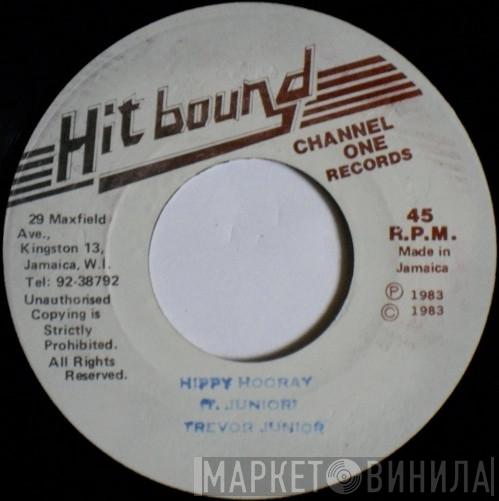 Hit bound
CHANNEL
ONE
RECORDS
29 Maxfield
Ave.,
Kingston 13,
Jamaica, W.I.
Tel: 92-38792
Unauthorised
Copying is
Strictly
Prohibited.
All Rights
Reserved.
45
R.P.M.
Made in
Jamaica
℗ 1983
© 1983
HIPPY HOORAY
(T. JUNIOR)
TREVOR JUNIOR
МАРКЕТ ВИНИЛА